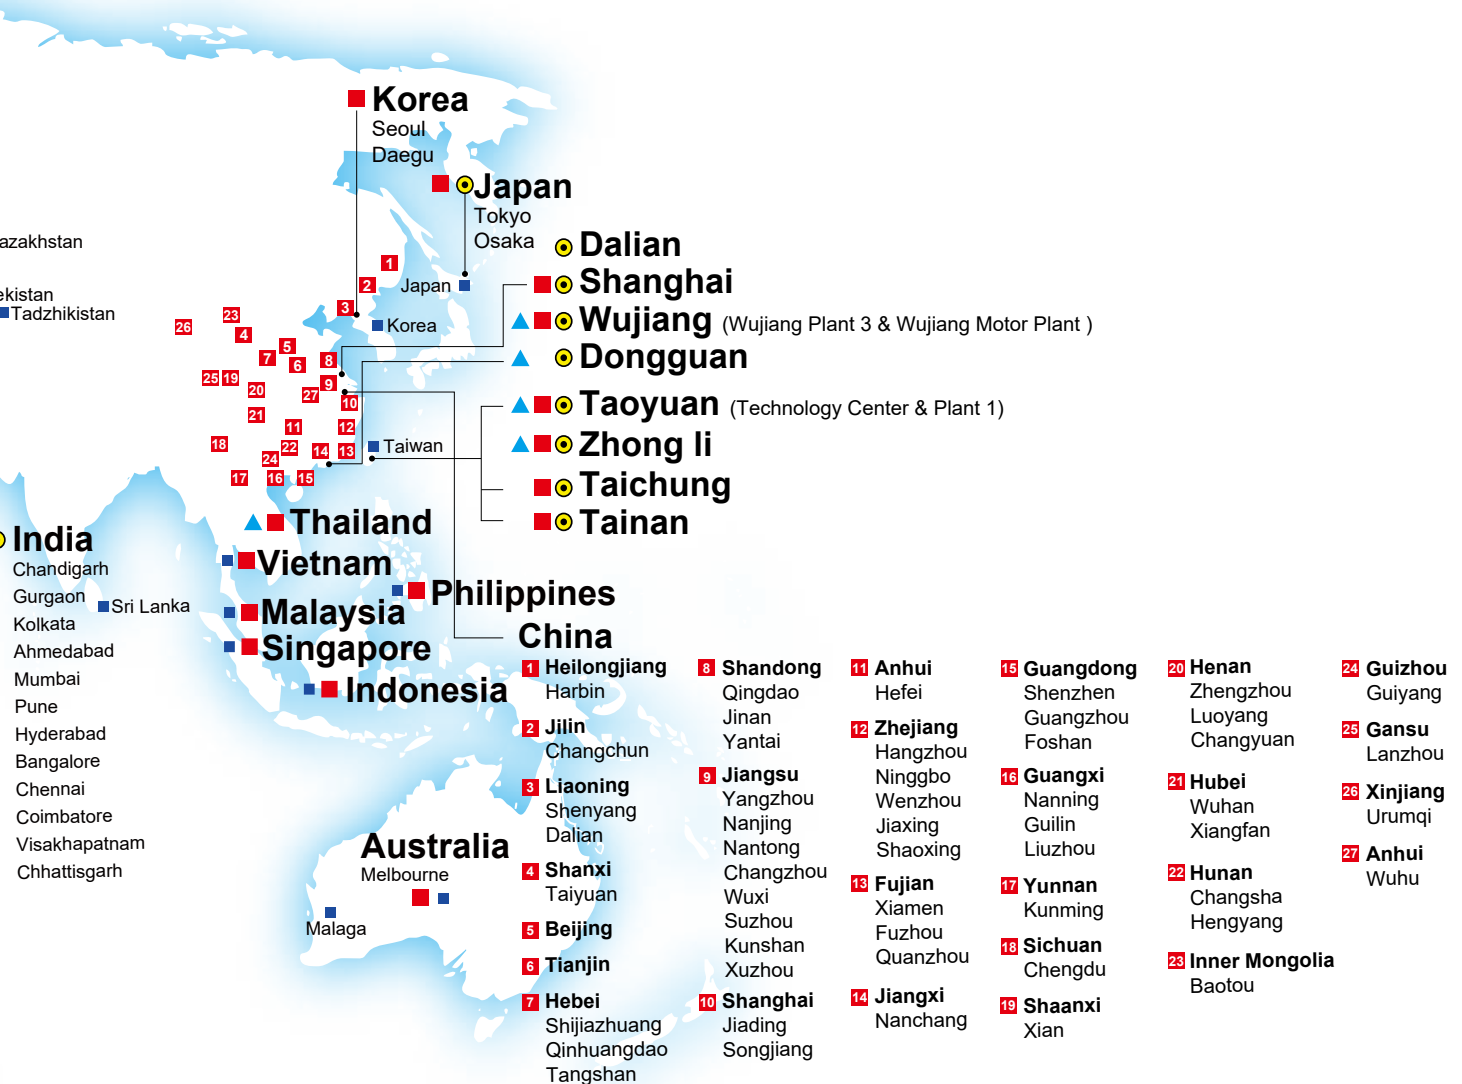 Korea
Seoul
Daegu
Japan
Tokyo
Osaka
azakhstan
ekistan
Tadzhikistan
Japan
Korea
Taiwan
Dalian
Shanghai
Wujiang (Wujiang Plant 3 & Wujiang Motor Plant )
Dongguan
Taoyuan (Technology Center & Plant 1)
Zhong li
Taichung
Tainan
1
2
3
26
23
4
5
7
6
8
25
19
9
20
27
10
21
11
12
18
22
14
13
24
17
16
15
Thailand
Vietnam
Philippines
Malaysia
Singapore
Indonesia
India
Chandigarh
Gurgaon
Kolkata
Ahmedabad
Mumbai
Pune
Hyderabad
Bangalore
Chennai
Coimbatore
Visakhapatnam
Chhattisgarh
Sri Lanka
Australia
Melbourne
Malaga
China
1 Heilongjiang
Harbin
2 Jilin
Changchun
3 Liaoning
Shenyang
Dalian
4 Shanxi
Taiyuan
5 Beijing
6 Tianjin
7 Hebei
Shijiazhuang
Qinhuangdao
Tangshan
8 Shandong
Qingdao
Jinan
Yantai
9 Jiangsu
Yangzhou
Nanjing
Nantong
Changzhou
Wuxi
Suzhou
Kunshan
Xuzhou
10 Shanghai
Jiading
Songjiang
11 Anhui
Hefei
12 Zhejiang
Hangzhou
Ninggbo
Wenzhou
Jiaxing
Shaoxing
13 Fujian
Xiamen
Fuzhou
Quanzhou
14 Jiangxi
Nanchang
15 Guangdong
Shenzhen
Guangzhou
Foshan
16 Guangxi
Nanning
Guilin
Liuzhou
17 Yunnan
Kunming
18 Sichuan
Chengdu
19 Shaanxi
Xian
20 Henan
Zhengzhou
Luoyang
Changyuan
21 Hubei
Wuhan
Xiangfan
22 Hunan
Changsha
Hengyang
23 Inner Mongolia
Baotou
24 Guizhou
Guiyang
25 Gansu
Lanzhou
26 Xinjiang
Urumqi
27 Anhui
Wuhu